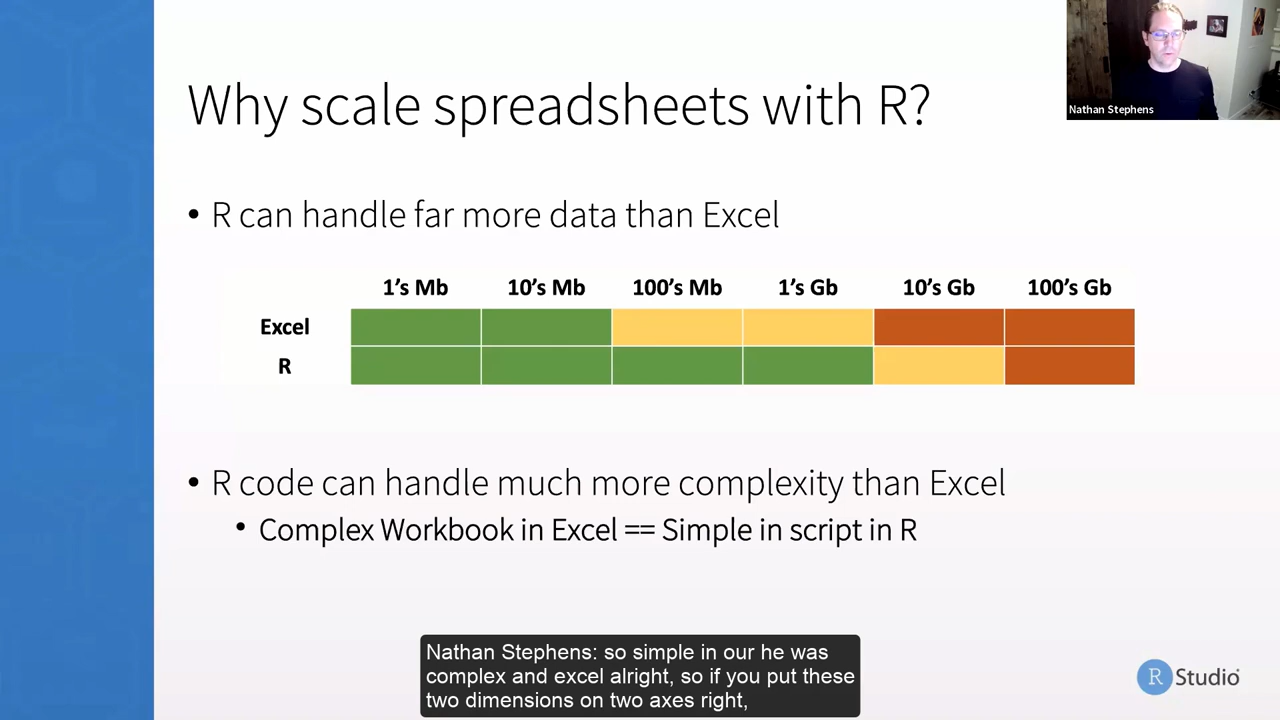 Nathan Stephens
Why scale spreadsheets with R?
• R can handle far more data than Excel
1's Mb 10's Mb 100's Mb 1's Gb 10's Gb 100's Gb
Excel
R
• R code can handle much more complexity than Excel
• Complex Workbook in Excel == Simple in script in R
Nathan Stephens: so simple in our he was
complex and excel alright, so if you put these
two dimensions on two axes right,
R Studio